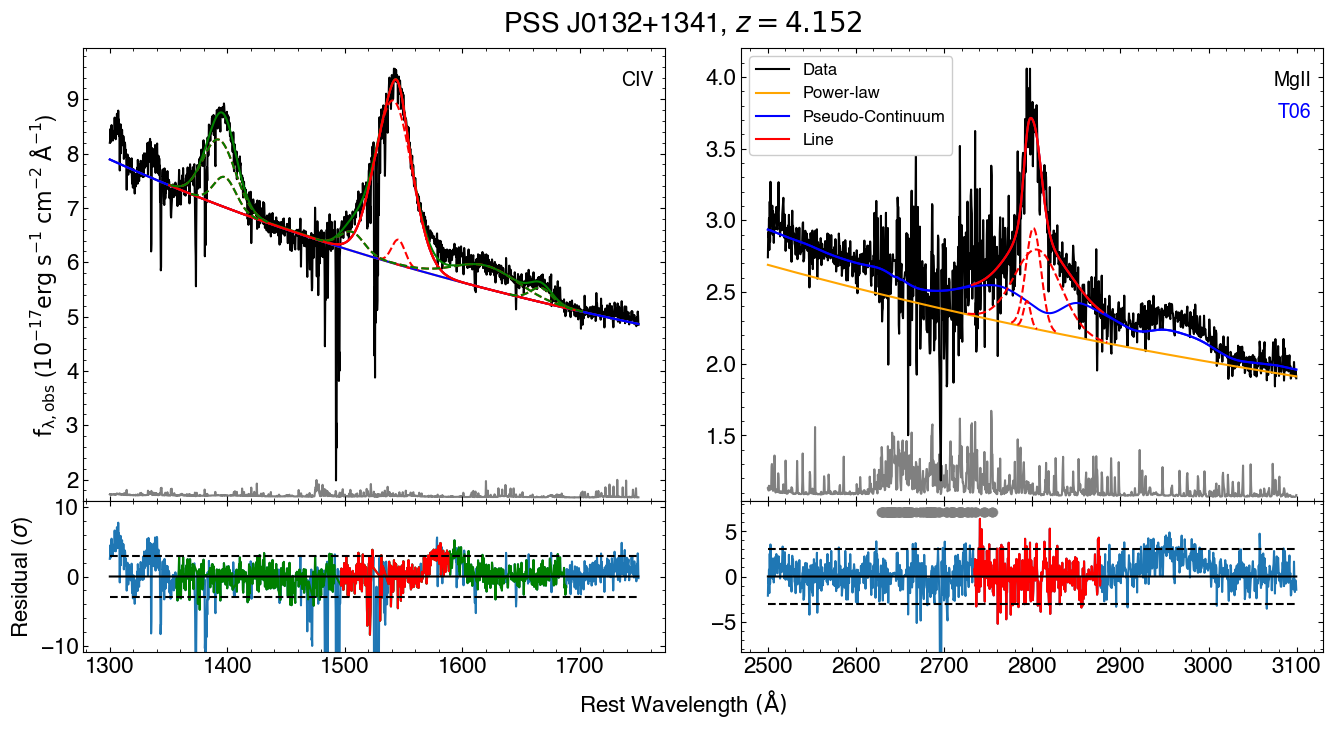 PSS J0132+1341, z = 4.152
CIV
9
8
7
6
5
4
3
2
f_λ, obs (10⁻¹⁷erg s⁻¹ cm⁻² Å⁻¹)
Data
Power-law
Pseudo-Continuum
Line
MgII
T06
4.0
3.5
3.0
2.5
2.0
1.5
10
0
−10
Residual (σ)
5
0
−5
1300 1400 1500 1600 1700
2500 2600 2700 2800 2900 3000 3100
Rest Wavelength (Å)